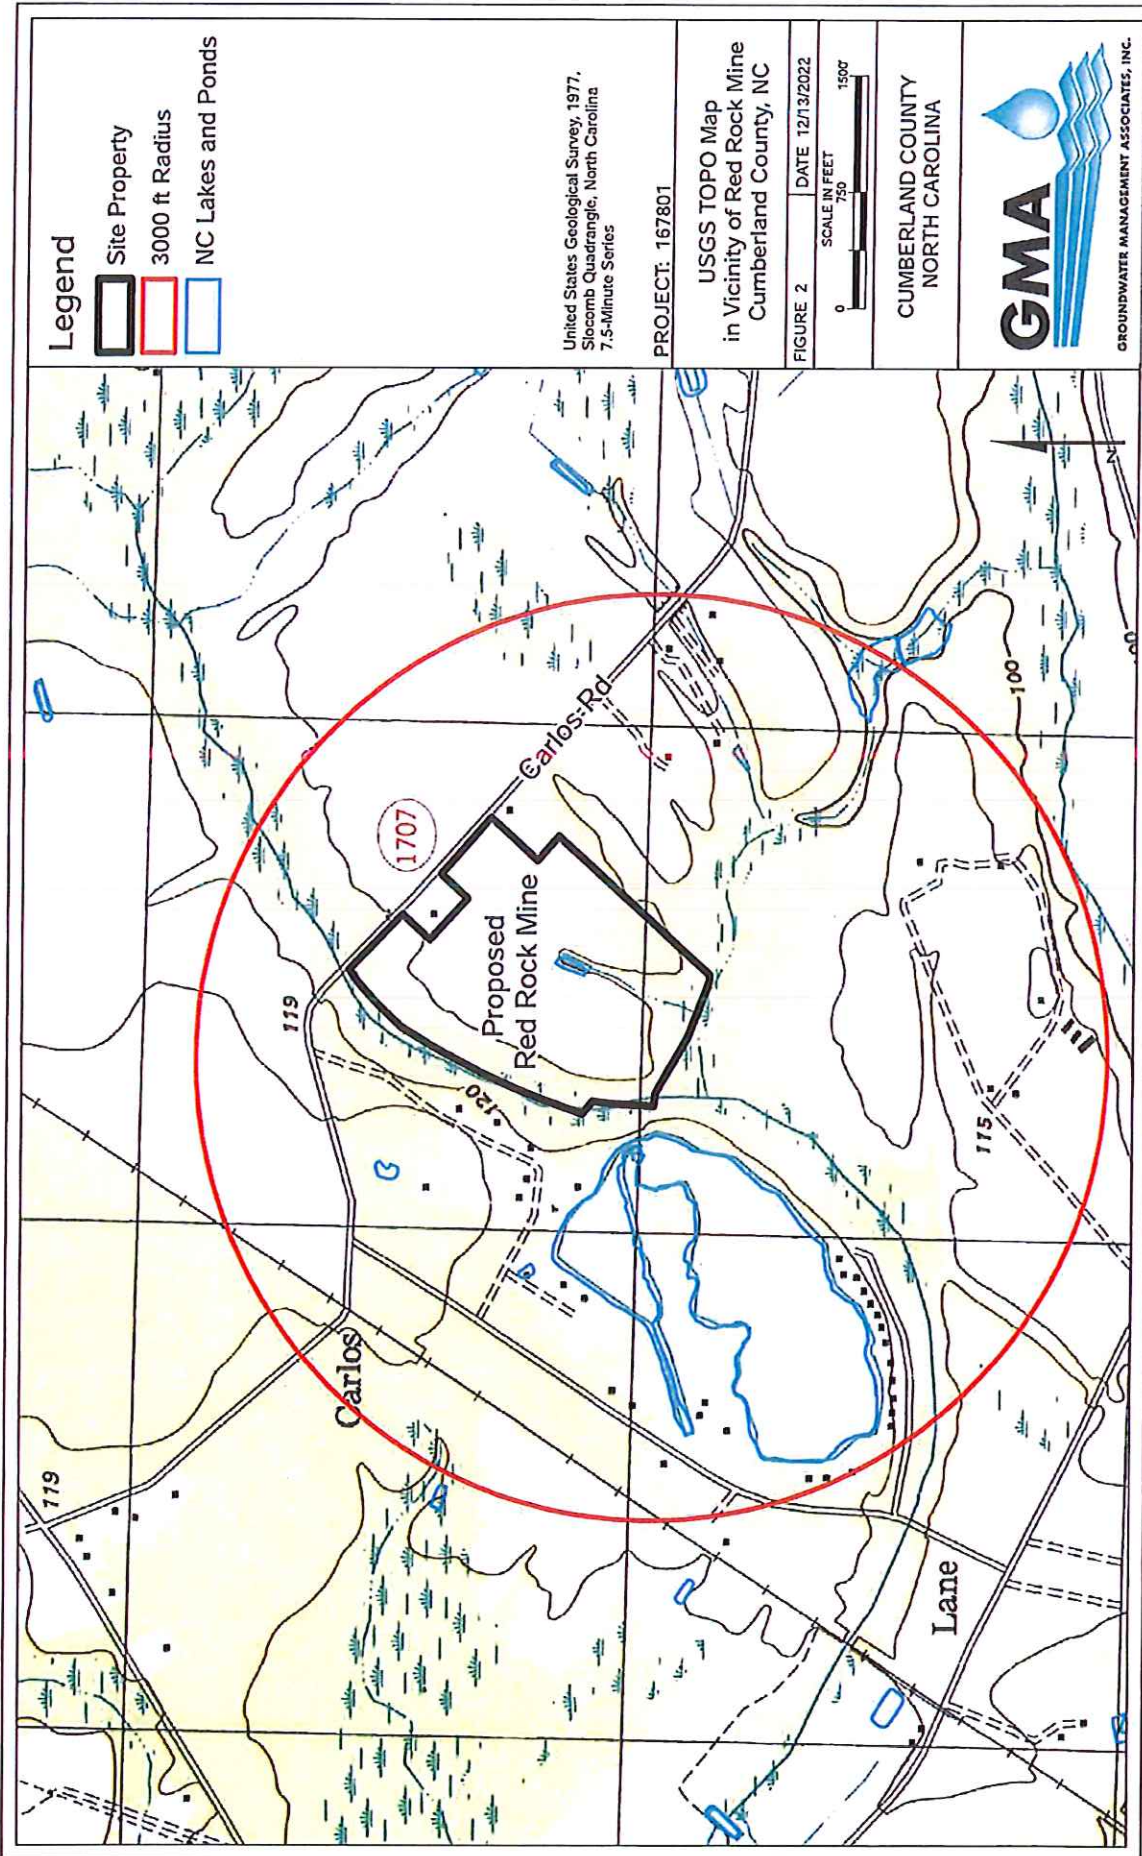 Legend
Site Property
3000 ft Radius
NC Lakes and Ponds
United States Geological Survey, 1977,
Slocomb Quadrangle, North Carolina
7.5-Minute Series
PROJECT: 167801
USGS TOPO Map
in Vicinity of Red Rock Mine
Cumberland County, NC
FIGURE 2
DATE 12/13/2022
SCALE IN FEET
0 750 1500'
CUMBERLAND COUNTY
NORTH CAROLINA
GMA
GROUNDWATER MANAGEMENT ASSOCIATES, INC.
119
Carlos
119
1707
Carlos Rd
120
Proposed
Red Rock Mine
Lane
115
100
N